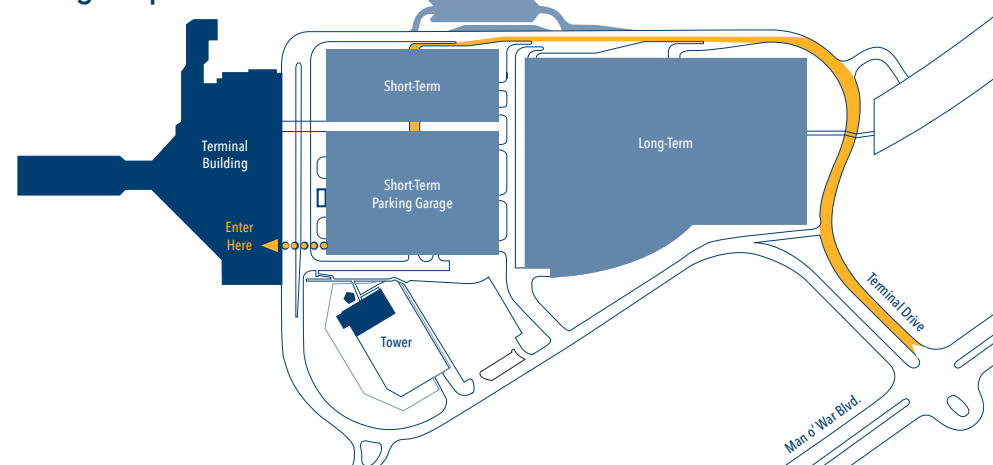 Short-Term
Long-Term
Terminal
Building
Short-Term
Parking Garage
Enter
Here
Terminal Drive
Tower
Man o' War Blvd.